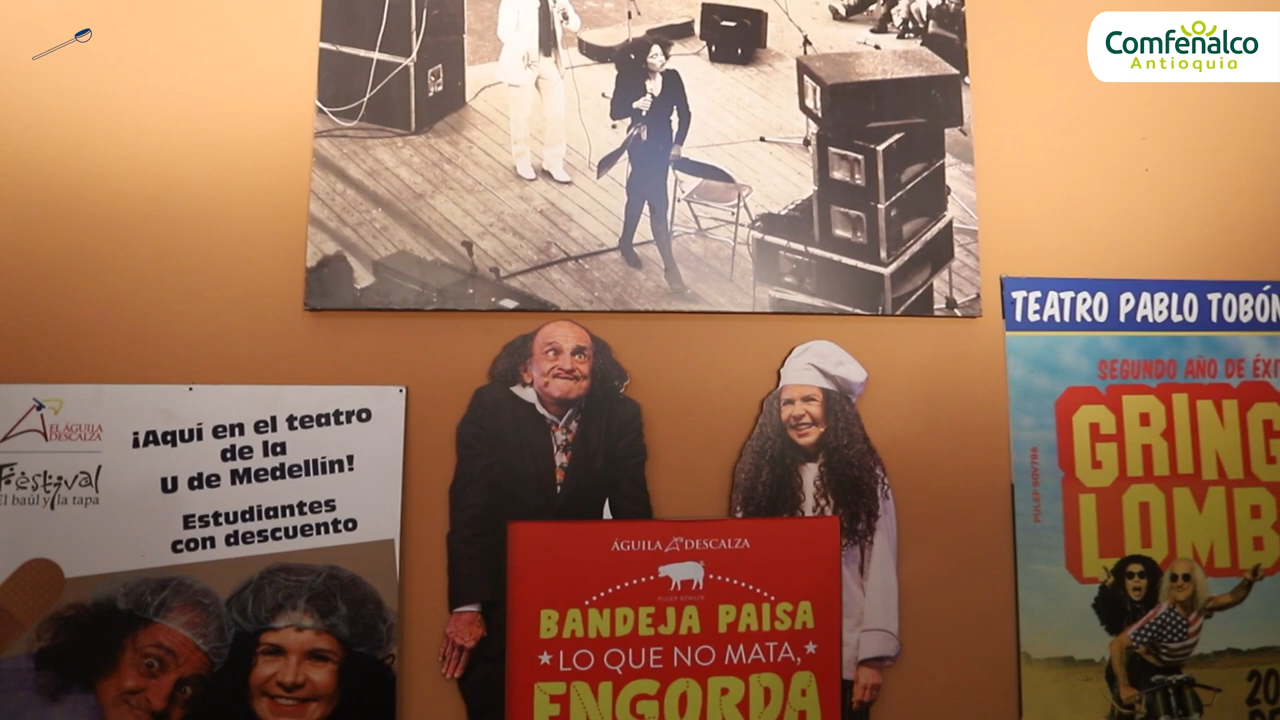 Comfenalco
Antioquia
EL ÁGUILA
DESCALZA
Festival
El baúl y la tapa
¡Aquí en el teatro
de la
U de Medellín!
Estudiantes
con descuento
ÁGUILA DESCALZA
BANDEJA PAISA
LO QUE NO MATA,
ENGORDA
TEATRO PABLO TOBÓN
SEGUNDO AÑO DE ÉXI
GRING
LOMB
20